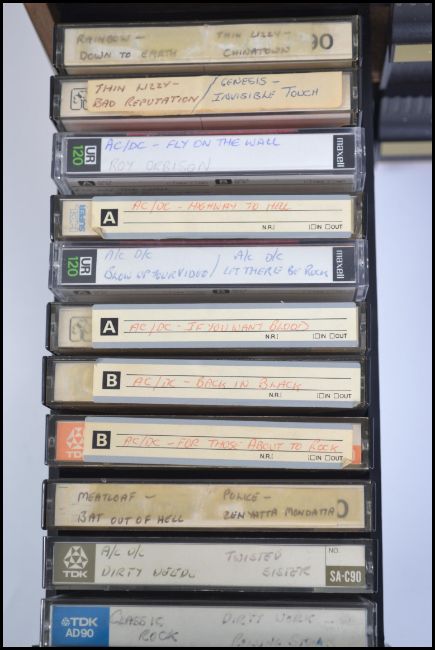 RAINBOW - THIN LIZZY - 90
DOWN TO EARTH CHINATOWN
THIN LIZZY - / GENESIS -
BAD REPUTATION INVISIBLE TOUCH
UR 120 AC/DC - FLY ON THE WALL maxell
ROY ORBISON
A AC/DC - HIGHWAY TO HELL
N.R. IN OUT
UR 120 A/C D/C / A/C D/C maxell
BLOW UP YOUR VIDEO LET THERE BE ROCK
A AC/DC - IF YOU WANT BLOOD
N.R. IN OUT
B AC/DC - BACK IN BLACK
N.R. IN OUT
TDK B AC/DC - FOR THOSE ABOUT TO ROCK
N.R. IN OUT
MEATLOAF - POLICE -
BAT OUT OF HELL ZENYATTA MONDATTA
A/C D/C TWISTED NO.
TDK DIRTY DEEDS SISTER SA-C90
TDK CLASSIC DIRTY WORK
AD90 ROCK ROLLING